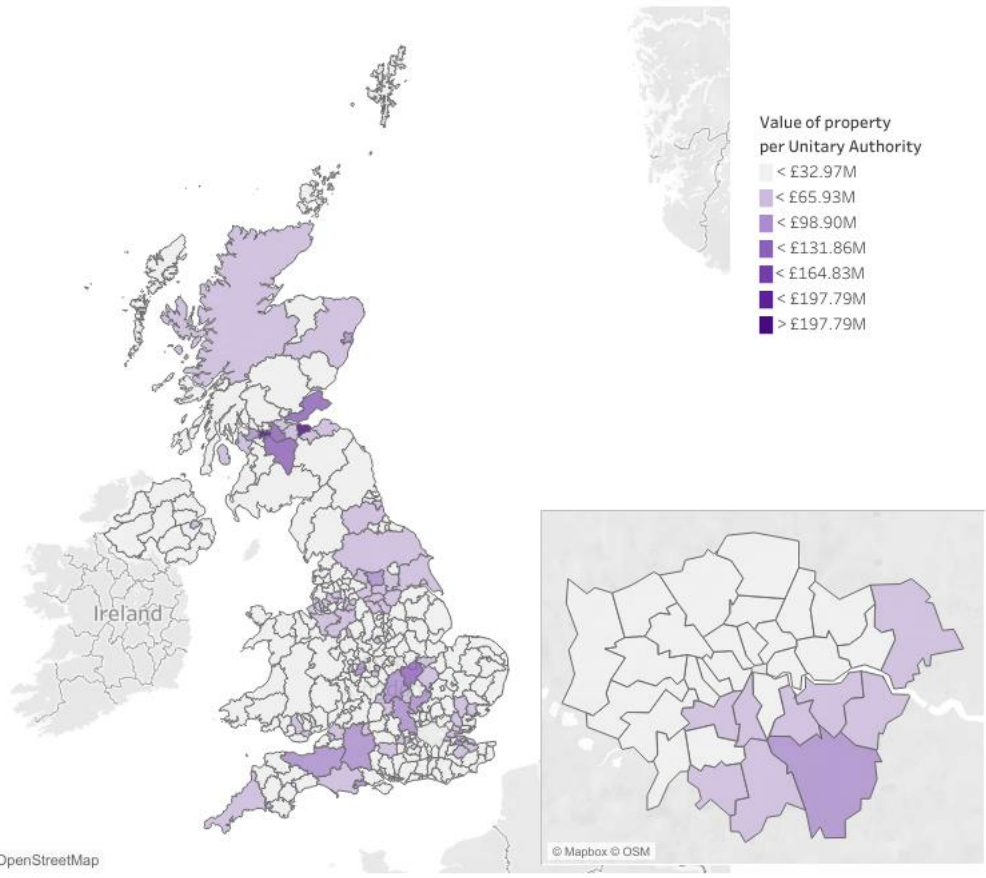 Value of property
per Unitary Authority
< £32.97M
< £65.93M
< £98.90M
< £131.86M
< £164.83M
< £197.79M
> £197.79M
Ireland
© Mapbox © OSM
OpenStreetMap